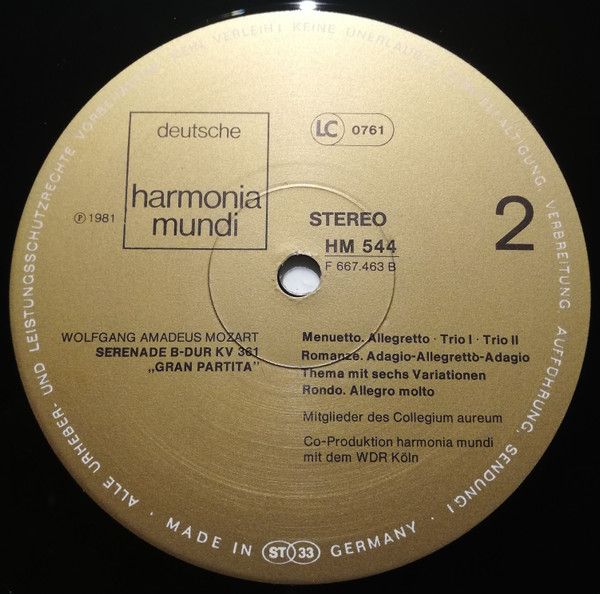 deutsche
harmonia
mundi
LC 0761
℗ 1981
STEREO
HM 544
F 667.463 B
2
WOLFGANG AMADEUS MOZART
SERENADE B-DUR KV 361
„GRAN PARTITA"
Menuetto. Allegretto · Trio I · Trio II
Romanze. Adagio-Allegretto-Adagio
Thema mit sechs Variationen
Rondo. Allegro molto
Mitglieder des Collegium aureum
Co-Produktion harmonia mundi
mit dem WDR Köln
ALLE URHEBER- UND LEISTUNGSSCHUTZRECHTE KEIN VERLEIH! KEINE VERBREITUNG, AUFFÜHRUNG, SENDUNG!
· MADE IN ST 33 GERMANY ·